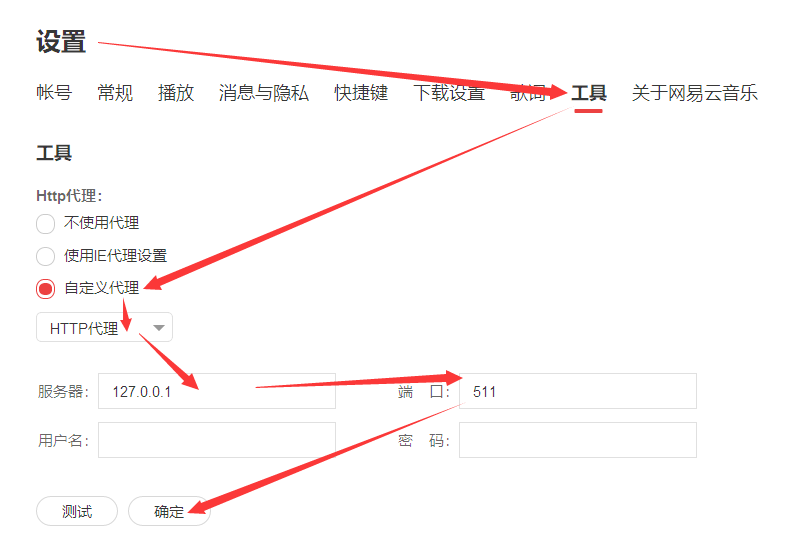 设置
帐号 常规 播放 消息与隐私 快捷键 下载设置 歌词 工具 关于网易云音乐
工具
Http代理：
不使用代理
使用IE代理设置
自定义代理
HTTP代理
服务器： 127.0.0.1 端 口： 511
用户名： 密 码：
测试 确定